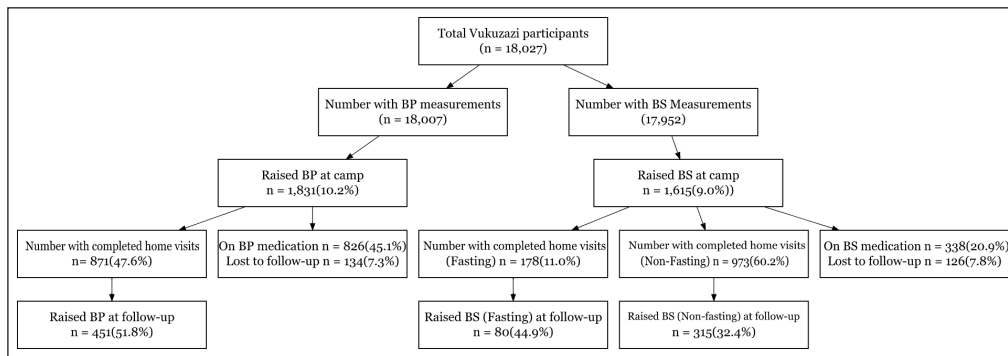 Total Vukuzazi participants
(n = 18,027)
Number with BP measurements
(n = 18,007)
Number with BS Measurements
(17,952)
Raised BP at camp
n = 1,831(10.2%)
Raised BS at camp
n = 1,615(9.0%))
Number with completed home visits
n= 871(47.6%)
On BP medication n = 826(45.1%)
Lost to follow-up n = 134(7.3%)
Number with completed home visits
(Fasting) n = 178(11.0%)
Number with completed home visits
(Non-Fasting) n = 973(60.2%)
On BS medication n = 338(20.9%)
Lost to follow-up n = 126(7.8%)
Raised BP at follow-up
n = 451(51.8%)
Raised BS (Fasting) at follow-up
n = 80(44.9%)
Raised BS (Non-fasting) at follow-up
n = 315(32.4%)